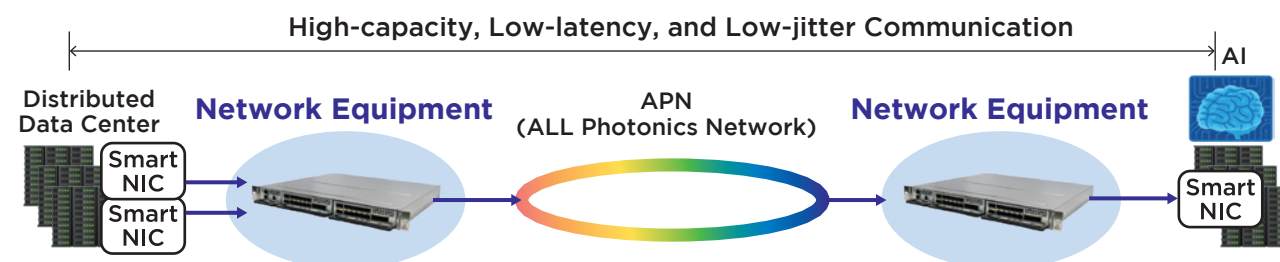 High-capacity, Low-latency, and Low-jitter Communication
AI
Distributed
Data Center
Network Equipment
APN
(ALL Photonics Network)
Network Equipment
Smart
NIC
Smart
NIC
Smart
NIC